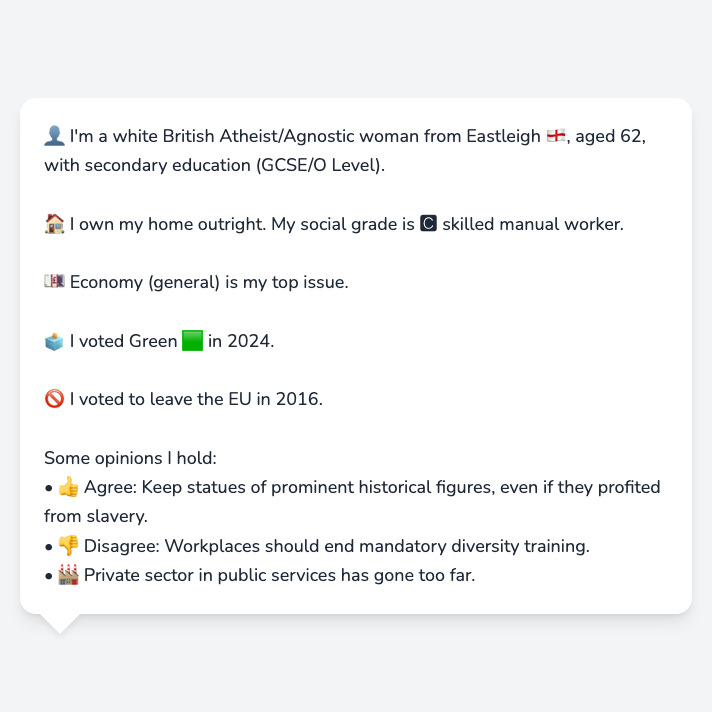 👤 I'm a white British Atheist/Agnostic woman from Eastleigh 🏴󠁧󠁢󠁥󠁮󠁧󠁿, aged 62,
with secondary education (GCSE/O Level).
🏠 I own my home outright. My social grade is 🅲 skilled manual worker.
💷 Economy (general) is my top issue.
🗳️ I voted Green 🟩 in 2024.
🚫 I voted to leave the EU in 2016.
Some opinions I hold:
• 👍 Agree: Keep statues of prominent historical figures, even if they profited
from slavery.
• 👎 Disagree: Workplaces should end mandatory diversity training.
• 🏭 Private sector in public services has gone too far.